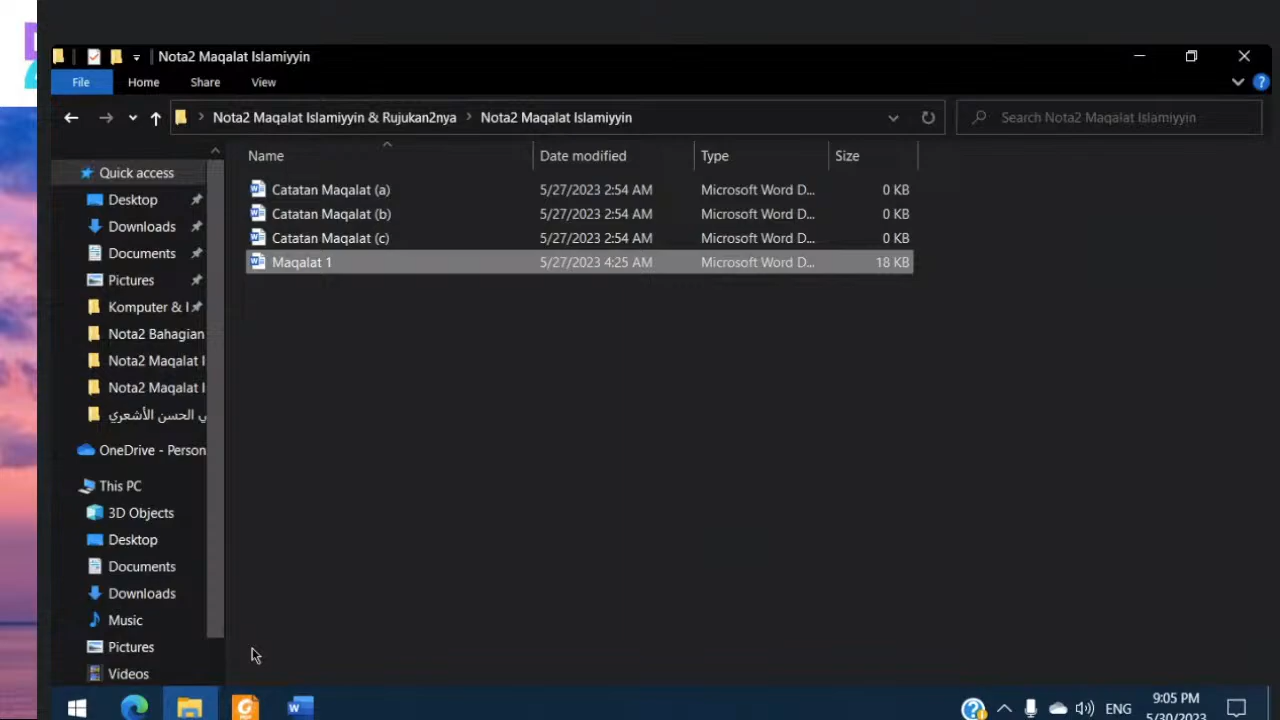 Nota2 Maqalat Islamiyyin
File Home Share View
Nota2 Maqalat Islamiyyin & Rujukan2nya Nota2 Maqalat Islamiyyin Search Nota2 Maqalat Islamiyyin
Name Date modified Type Size
Catatan Maqalat (a) 5/27/2023 2:54 AM Microsoft Word D... 0 KB
Catatan Maqalat (b) 5/27/2023 2:54 AM Microsoft Word D... 0 KB
Catatan Maqalat (c) 5/27/2023 2:54 AM Microsoft Word D... 0 KB
Maqalat 1 5/27/2023 4:25 AM Microsoft Word D... 18 KB
Quick access
Desktop
Downloads
Documents
Pictures
Komputer & I
Nota2 Bahagian
Nota2 Maqalat I
Nota2 Maqalat I
ي الحسن الأشعري
OneDrive - Person
This PC
3D Objects
Desktop
Documents
Downloads
Music
Pictures
Videos
ENG
9:05 PM
5/30/2023